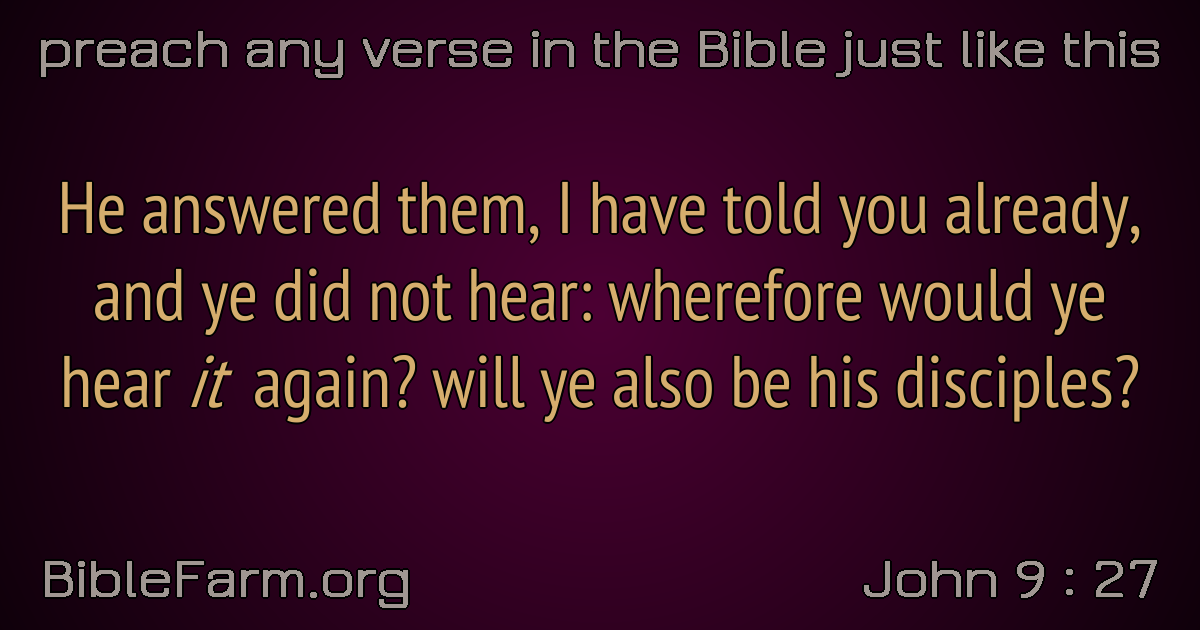 preach any verse in the Bible just like this
He answered them, I have told you already,
and ye did not hear: wherefore would ye
hear it again? will ye also be his disciples?
BibleFarm.org
John 9 : 27